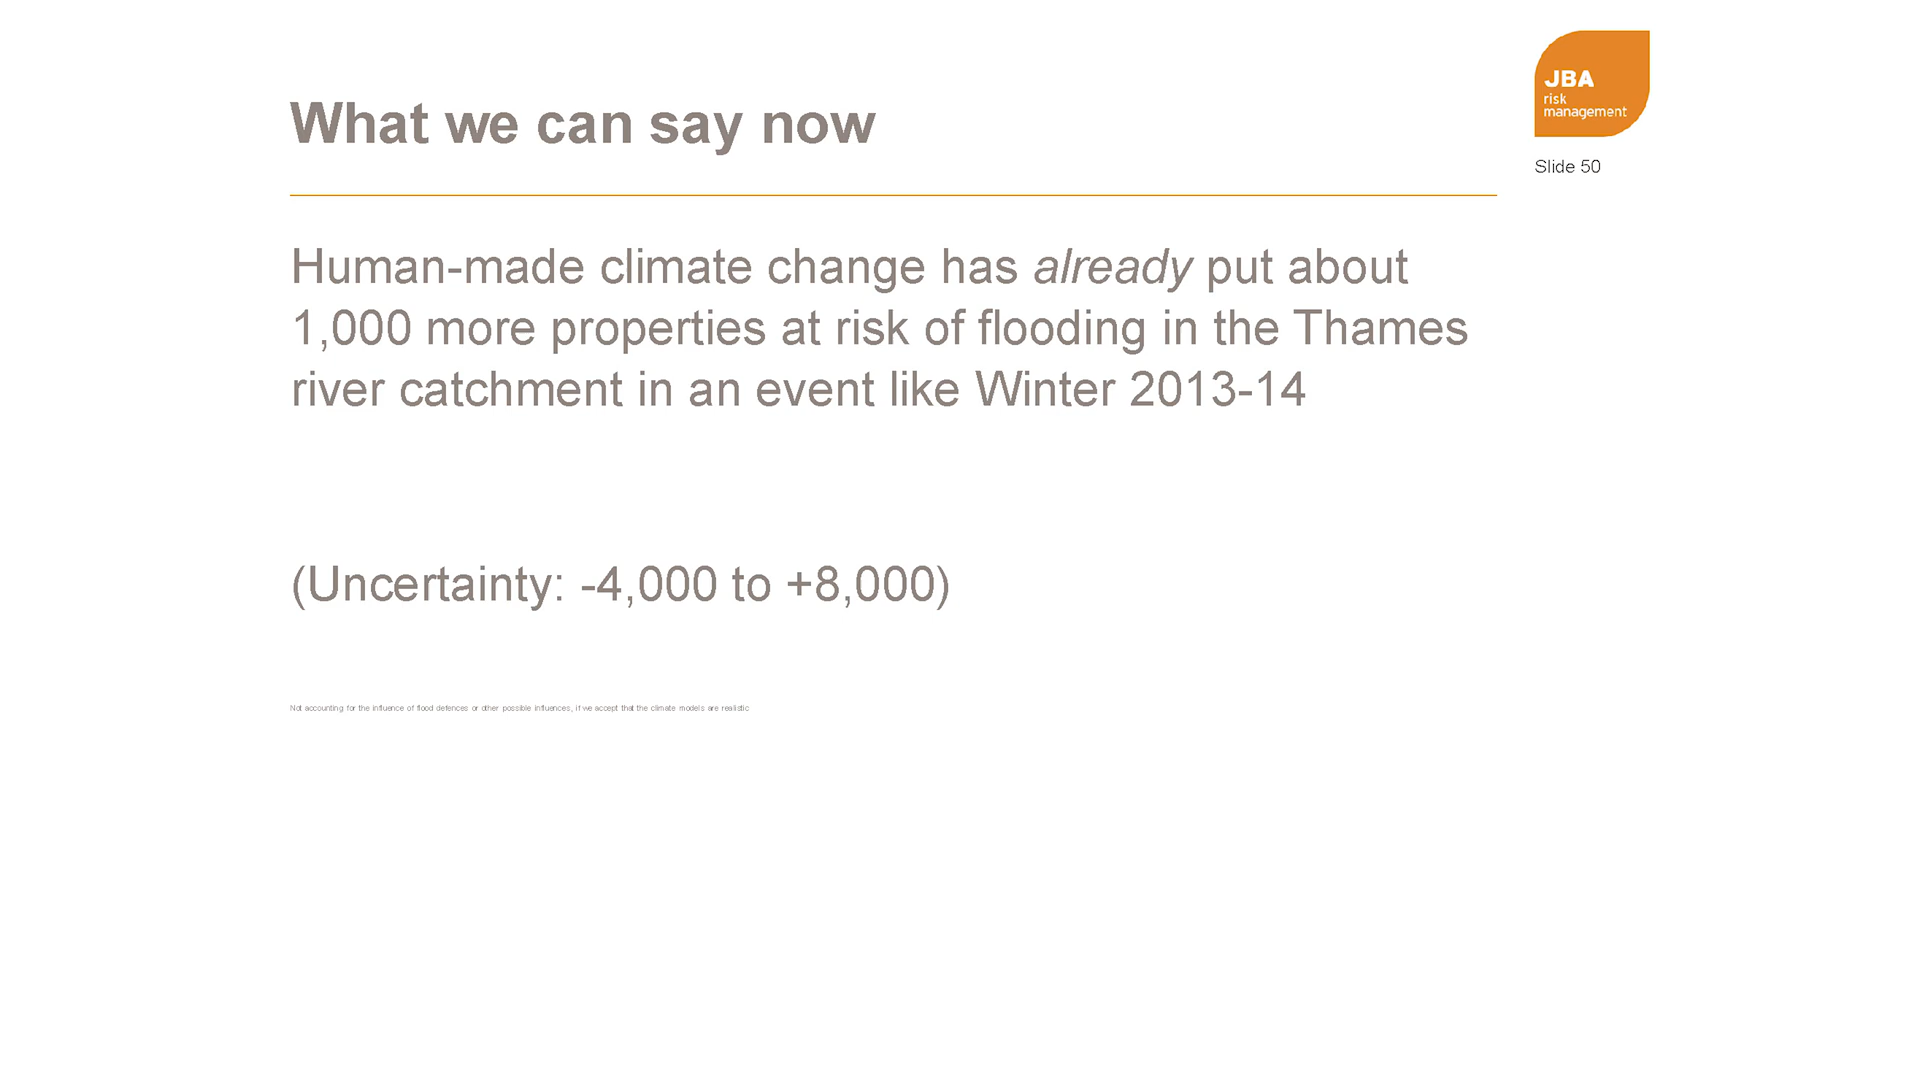 JBA
risk
management
Slide 50
What we can say now
Human-made climate change has already put about
1,000 more properties at risk of flooding in the Thames
river catchment in an event like Winter 2013-14
(Uncertainty: -4,000 to +8,000)
Not accounting for the influence of flood defences or other possible influences, if we accept that the climate models are realistic